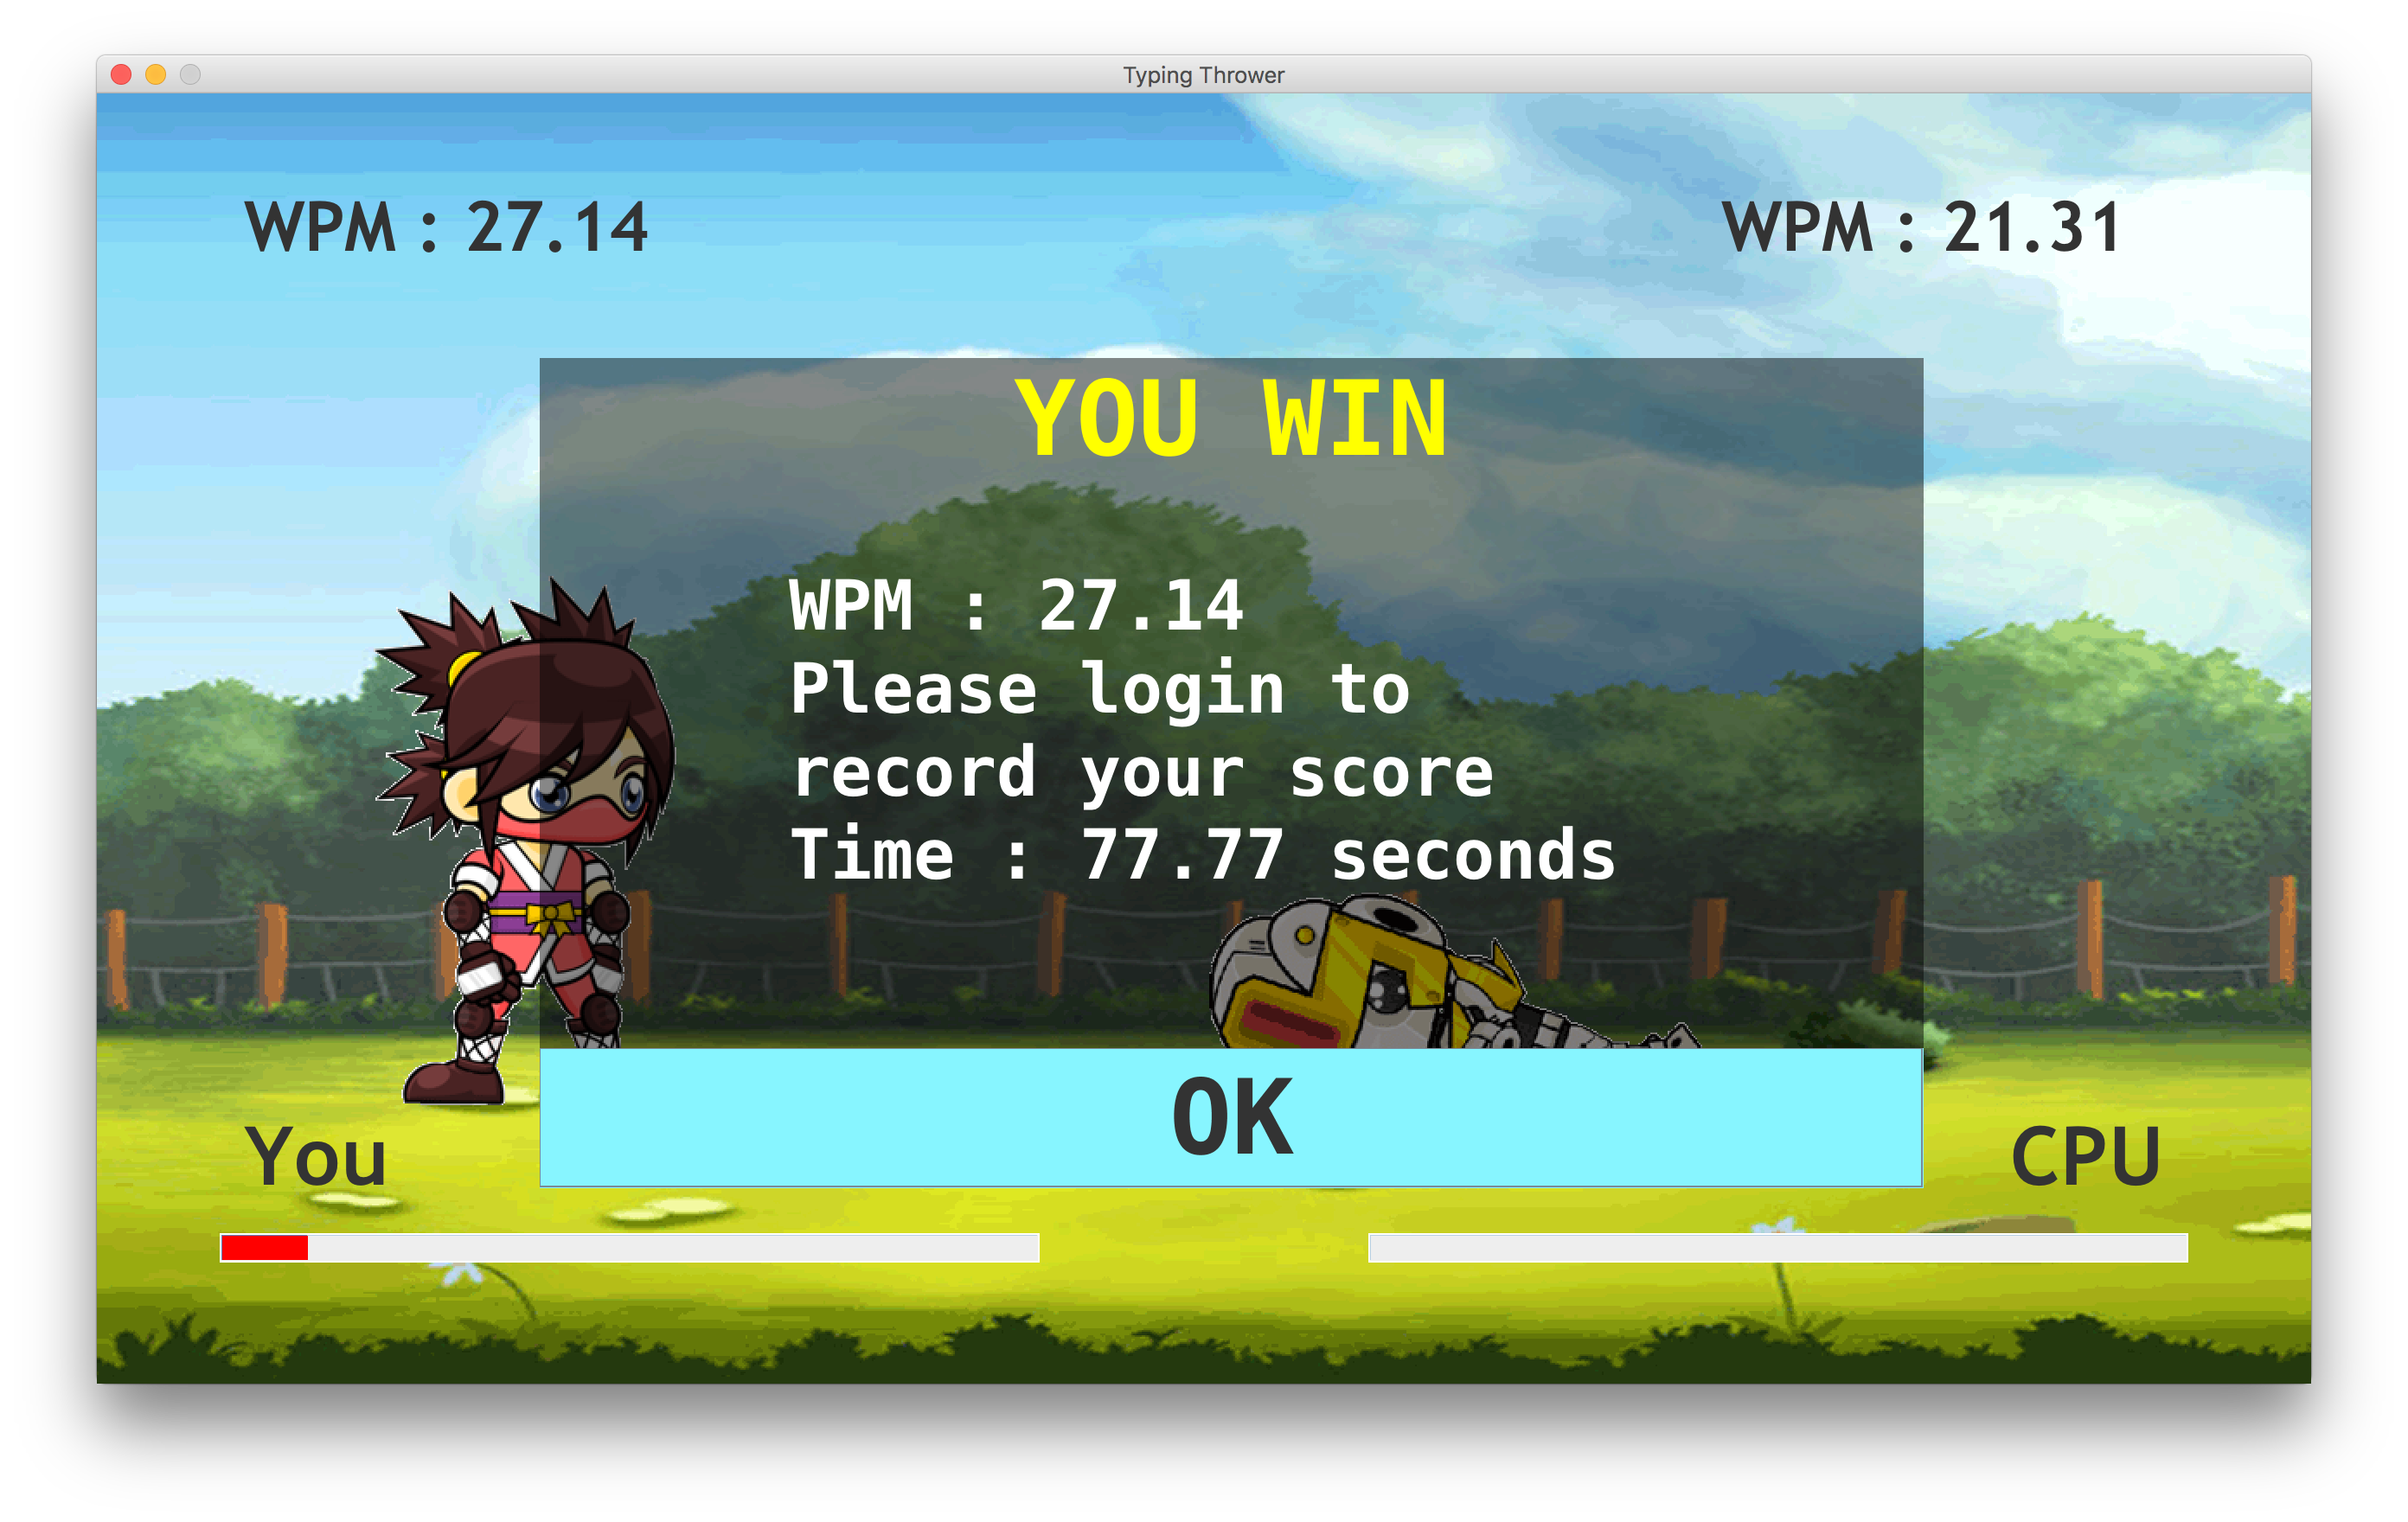 Typing Thrower
WPM : 27.14
WPM : 21.31
YOU WIN
WPM : 27.14
Please login to
record your score
Time : 77.77 seconds
OK
You
CPU